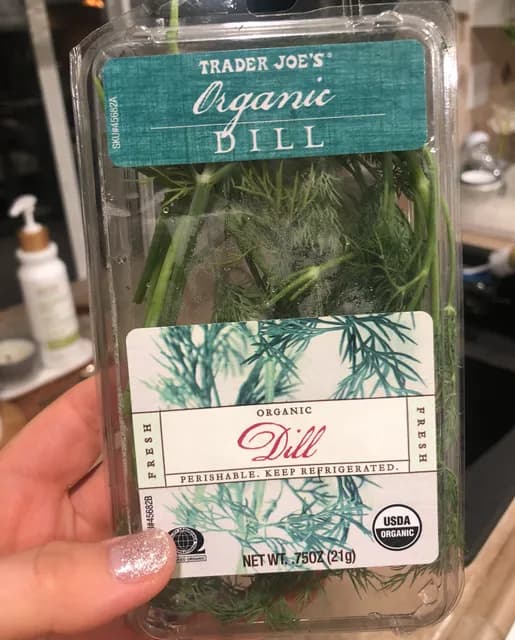 TRADER JOE'S®
Organic
DILL
SKU#45682A
ORGANIC
Dill
FRESH
FRESH
PERISHABLE. KEEP REFRIGERATED.
#45682B
USDA
ORGANIC
NET WT. .75OZ (21g)